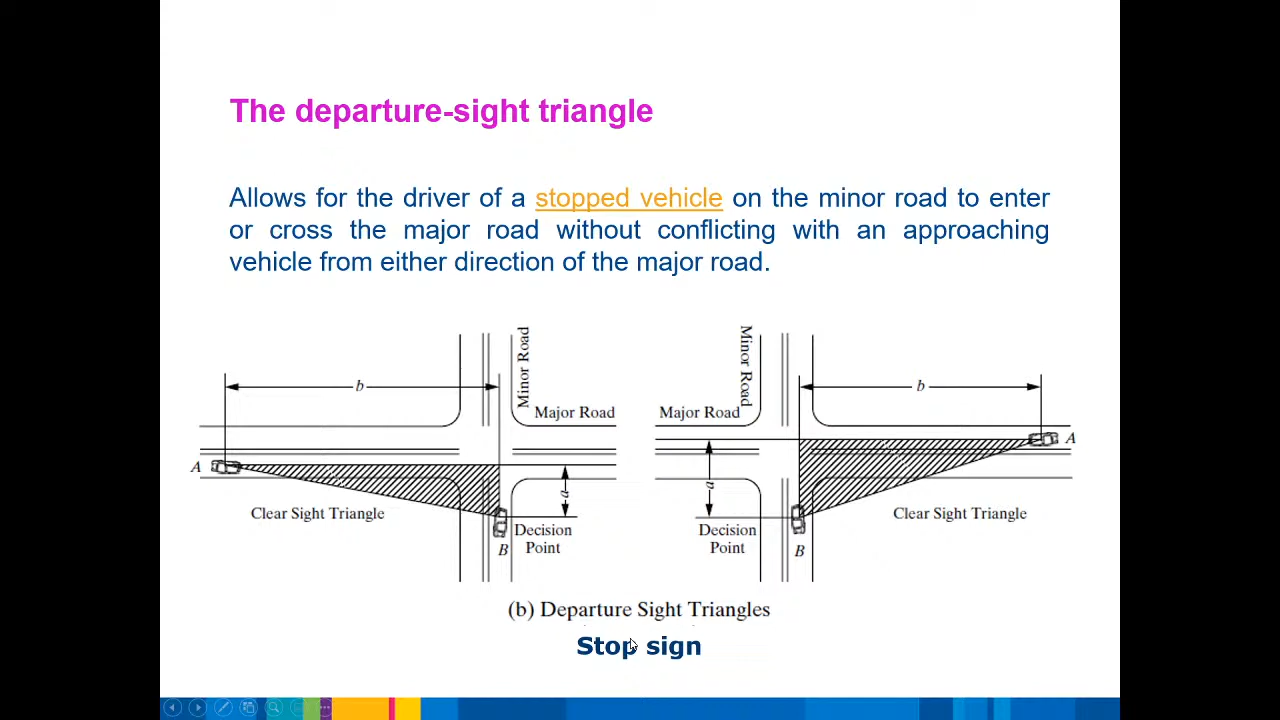 The departure-sight triangle
Allows for the driver of a stopped vehicle on the minor road to enter
or cross the major road without conflicting with an approaching
vehicle from either direction of the major road.
b
Minor Road
Major Road
A
a
Clear Sight Triangle
Decision
Point
B
Minor Road
b
Major Road
A
a
Clear Sight Triangle
Decision
Point
B
(b) Departure Sight Triangles
Stop sign